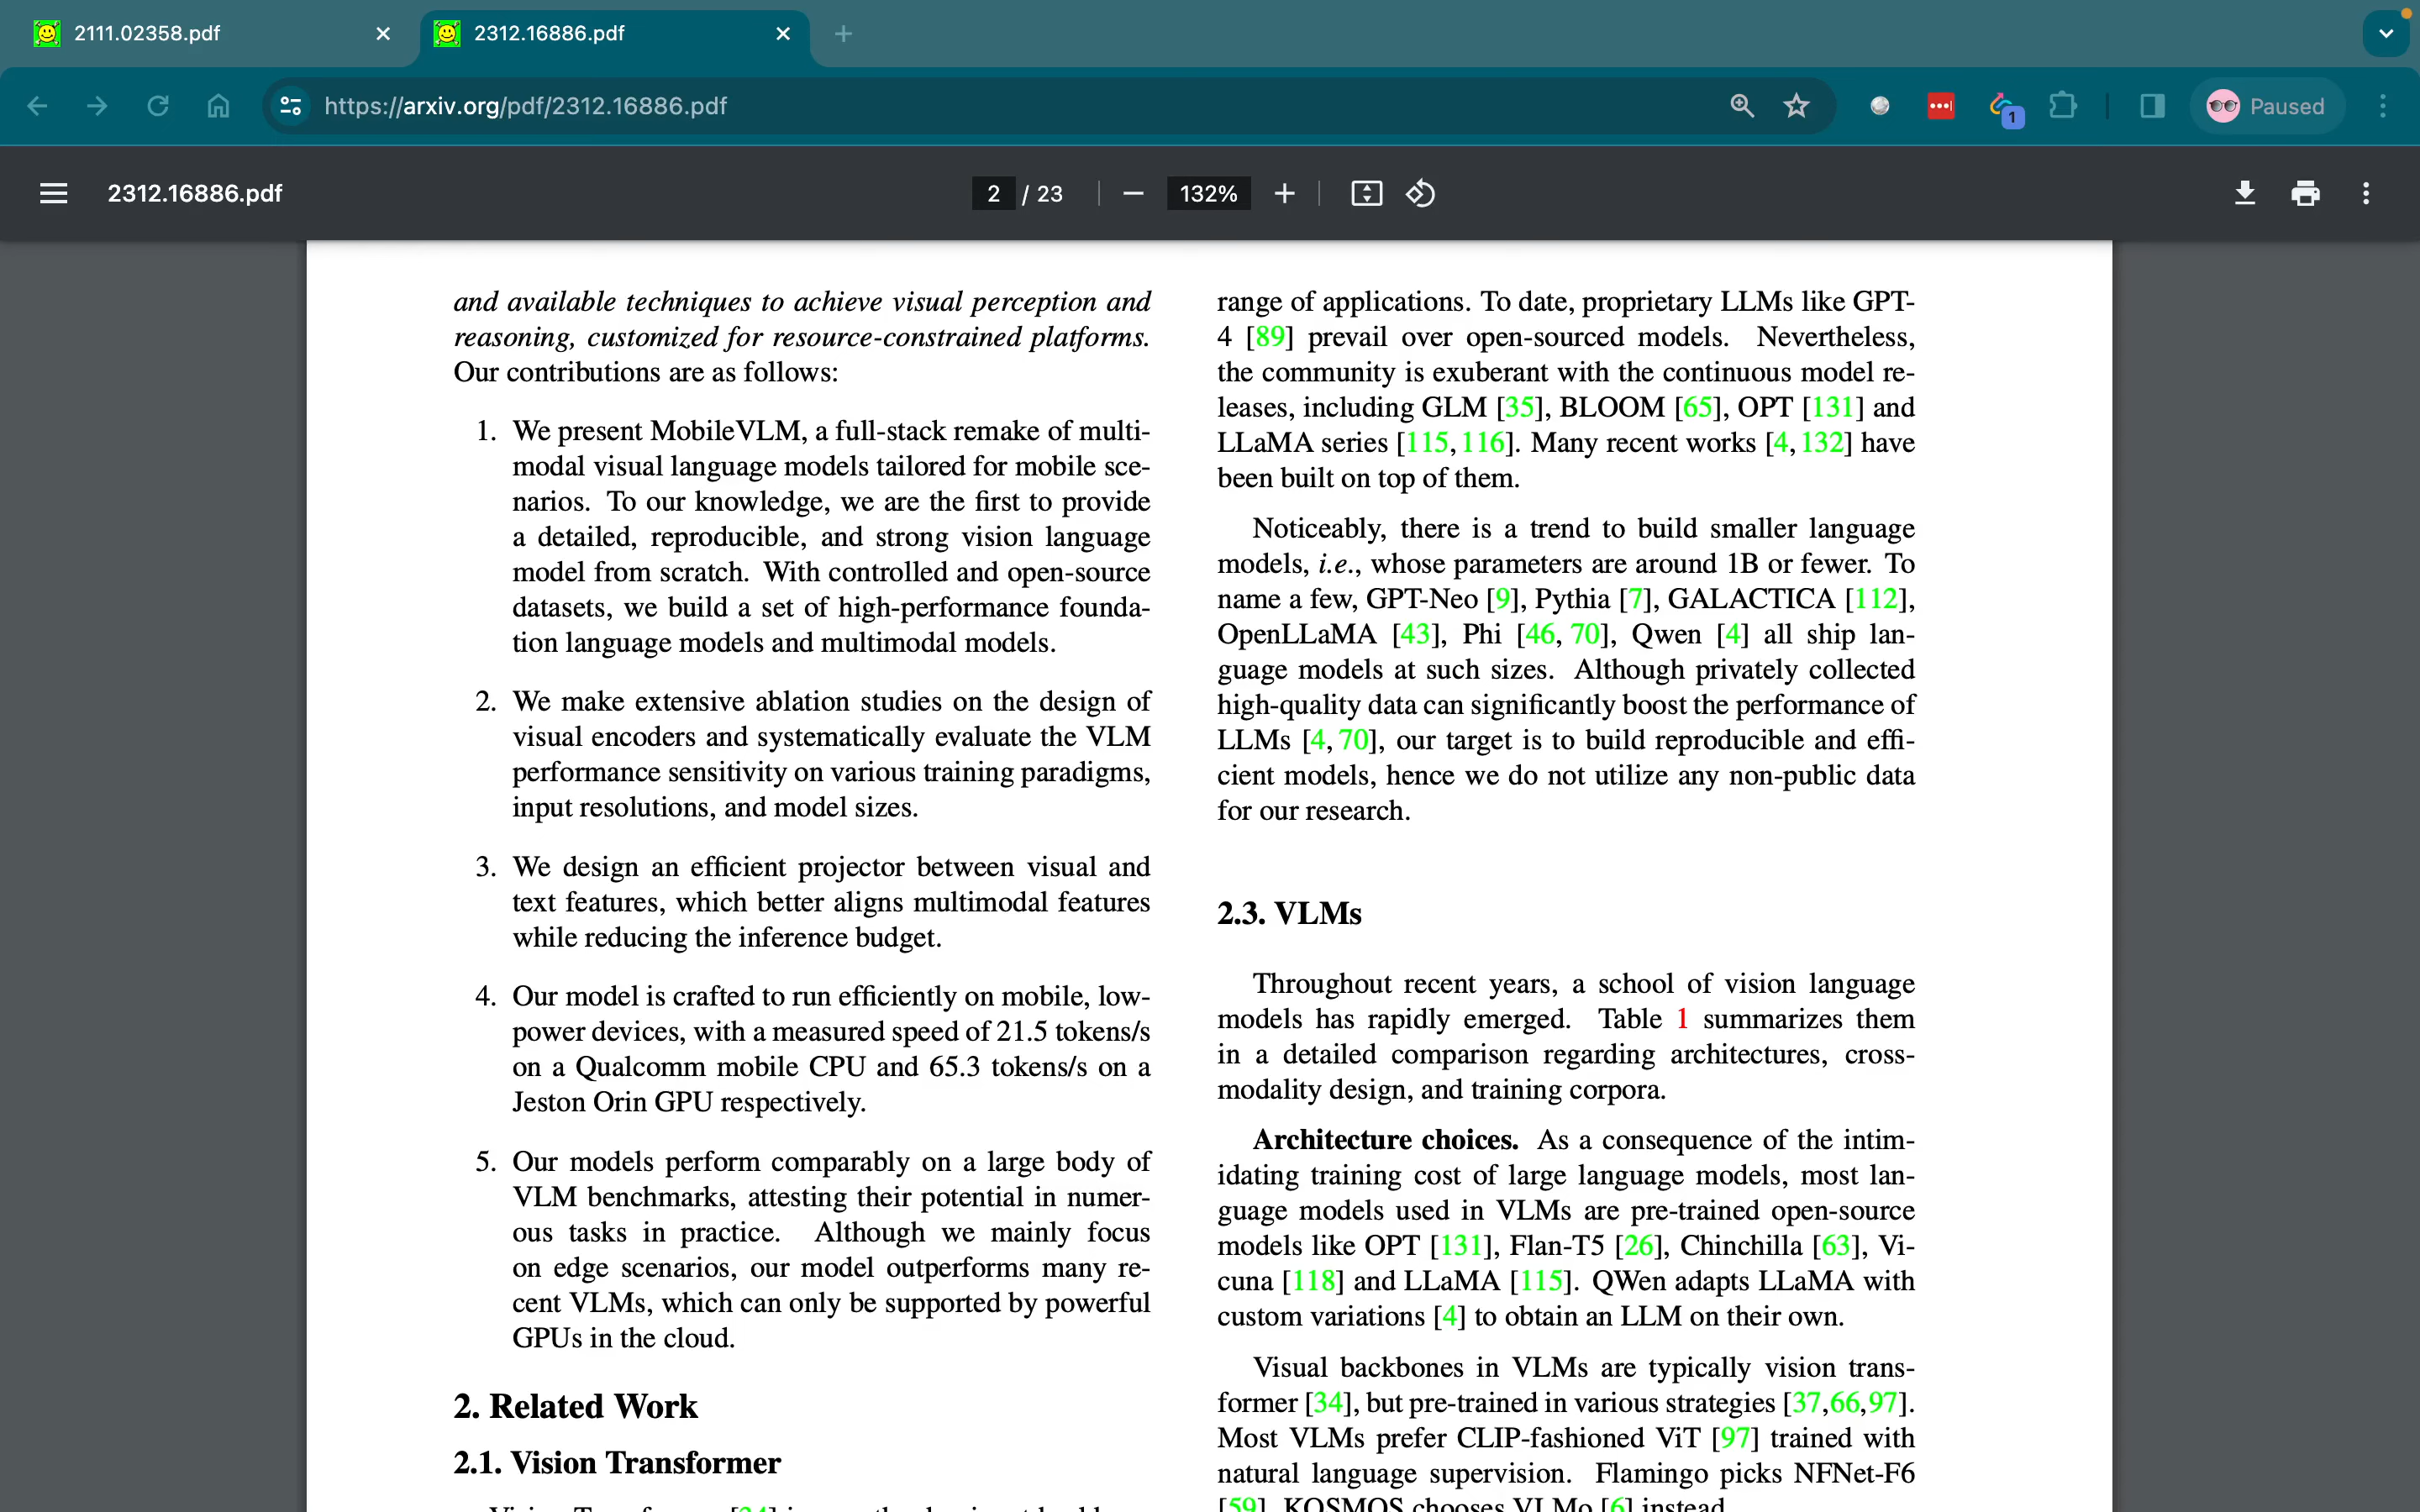 2111.02358.pdf
2312.16886.pdf
https://arxiv.org/pdf/2312.16886.pdf
1
Paused
2312.16886.pdf
2 / 23
132%
and available techniques to achieve visual perception and
reasoning, customized for resource-constrained platforms.
Our contributions are as follows:
1. We present MobileVLM, a full-stack remake of multi-
modal visual language models tailored for mobile sce-
narios. To our knowledge, we are the first to provide
a detailed, reproducible, and strong vision language
model from scratch. With controlled and open-source
datasets, we build a set of high-performance founda-
tion language models and multimodal models.
2. We make extensive ablation studies on the design of
visual encoders and systematically evaluate the VLM
performance sensitivity on various training paradigms,
input resolutions, and model sizes.
3. We design an efficient projector between visual and
text features, which better aligns multimodal features
while reducing the inference budget.
4. Our model is crafted to run efficiently on mobile, low-
power devices, with a measured speed of 21.5 tokens/s
on a Qualcomm mobile CPU and 65.3 tokens/s on a
Jeston Orin GPU respectively.
5. Our models perform comparably on a large body of
VLM benchmarks, attesting their potential in numer-
ous tasks in practice. Although we mainly focus
on edge scenarios, our model outperforms many re-
cent VLMs, which can only be supported by powerful
GPUs in the cloud.
2. Related Work
2.1. Vision Transformer
range of applications. To date, proprietary LLMs like GPT-
4 [89] prevail over open-sourced models. Nevertheless,
the community is exuberant with the continuous model re-
leases, including GLM [35], BLOOM [65], OPT [131] and
LLaMA series [115, 116]. Many recent works [4, 132] have
been built on top of them.
Noticeably, there is a trend to build smaller language
models, i.e., whose parameters are around 1B or fewer. To
name a few, GPT-Neo [9], Pythia [7], GALACTICA [112],
OpenLLaMA [43], Phi [46, 70], Qwen [4] all ship lan-
guage models at such sizes. Although privately collected
high-quality data can significantly boost the performance of
LLMs [4, 70], our target is to build reproducible and effi-
cient models, hence we do not utilize any non-public data
for our research.
2.3. VLMs
Throughout recent years, a school of vision language
models has rapidly emerged. Table 1 summarizes them
in a detailed comparison regarding architectures, cross-
modality design, and training corpora.
Architecture choices. As a consequence of the intim-
idating training cost of large language models, most lan-
guage models used in VLMs are pre-trained open-source
models like OPT [131], Flan-T5 [26], Chinchilla [63], Vi-
cuna [118] and LLaMA [115]. QWen adapts LLaMA with
custom variations [4] to obtain an LLM on their own.
Visual backbones in VLMs are typically vision trans-
former [34], but pre-trained in various strategies [37,66,97].
Most VLMs prefer CLIP-fashioned ViT [97] trained with
natural language supervision. Flamingo picks NFNet-F6
[59], KOSMOS chooses VLMo [6] instead